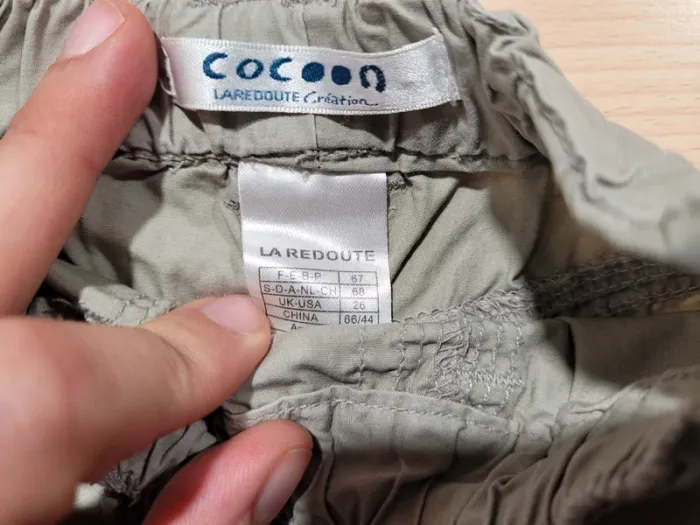 cocoon
LAREDOUTE Création
LA REDOUTE
F-E-B-P 67
S-D-A-NL-CH 68
UK-USA 26
CHINA 66/44